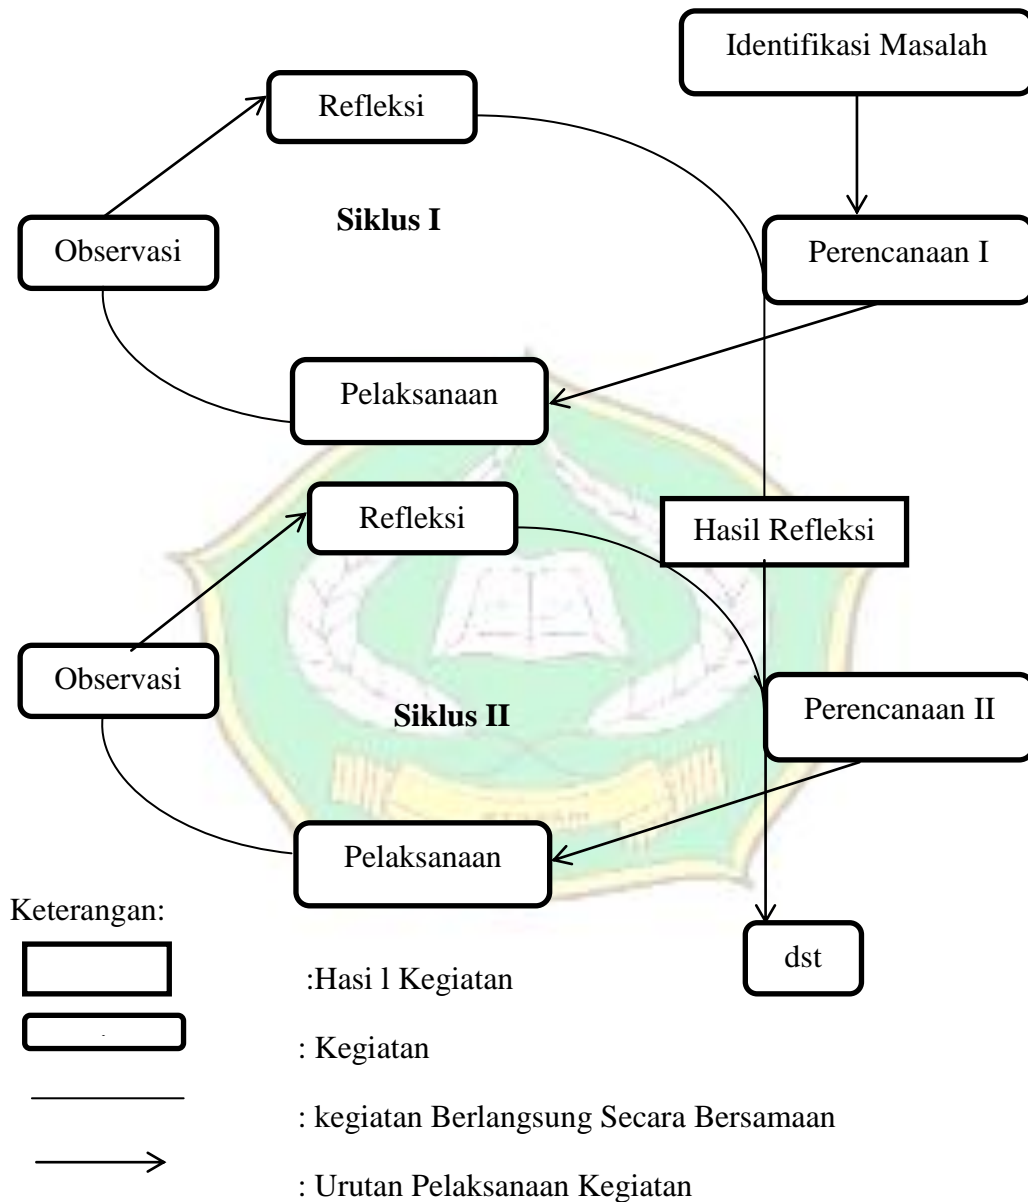 Identifikasi Masalah
Refleksi
Siklus I
Observasi
Perencanaan I
Pelaksanaan
Refleksi
Hasil Refleksi
Observasi
Siklus II
Perencanaan II
Pelaksanaan
Keterangan:
dst
:Hasi l Kegiatan
: Kegiatan
: kegiatan Berlangsung Secara Bersamaan
: Urutan Pelaksanaan Kegiatan